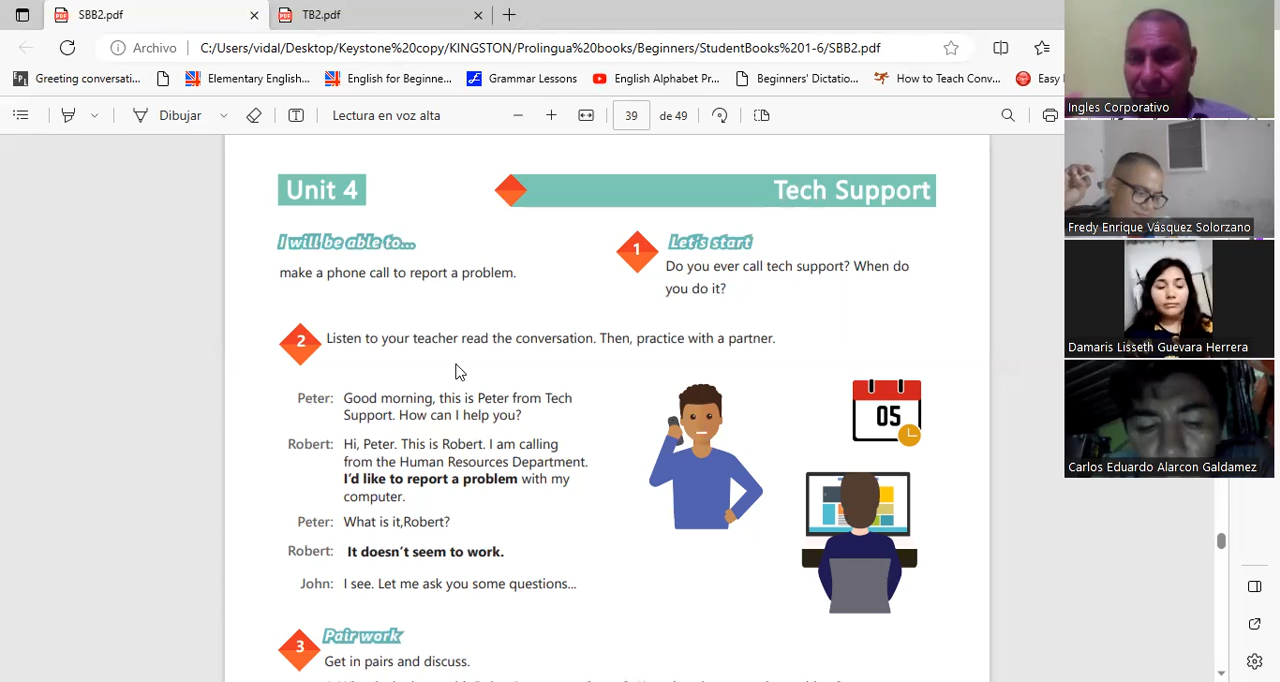 SBB2.pdf
TB2.pdf
Archivo
C:/Users/vidal/Desktop/Keystone%20copy/KINGSTON/Prolingua%20books/Beginners/StudentBooks%201-6/SBB2.pdf
Greeting conversati...
Elementary English...
English for Beginne...
Grammar Lessons
English Alphabet Pr...
Beginners' Dictatio...
How to Teach Conv...
Easy
Dibujar
Lectura en voz alta
39
de 49
Unit 4
Tech Support
I will be able to...
make a phone call to report a problem.
1
Let's start
Do you ever call tech support? When do
you do it?
2
Listen to your teacher read the conversation. Then, practice with a partner.
Peter: Good morning, this is Peter from Tech
Support. How can I help you?
Robert: Hi, Peter. This is Robert. I am calling
from the Human Resources Department.
I'd like to report a problem with my
computer.
Peter: What is it,Robert?
Robert: It doesn't seem to work.
John: I see. Let me ask you some questions...
05
3
Pair work
Get in pairs and discuss.
Ingles Corporativo
Fredy Enrique Vásquez Solorzano
Damaris Lisseth Guevara Herrera
Carlos Eduardo Alarcon Galdamez